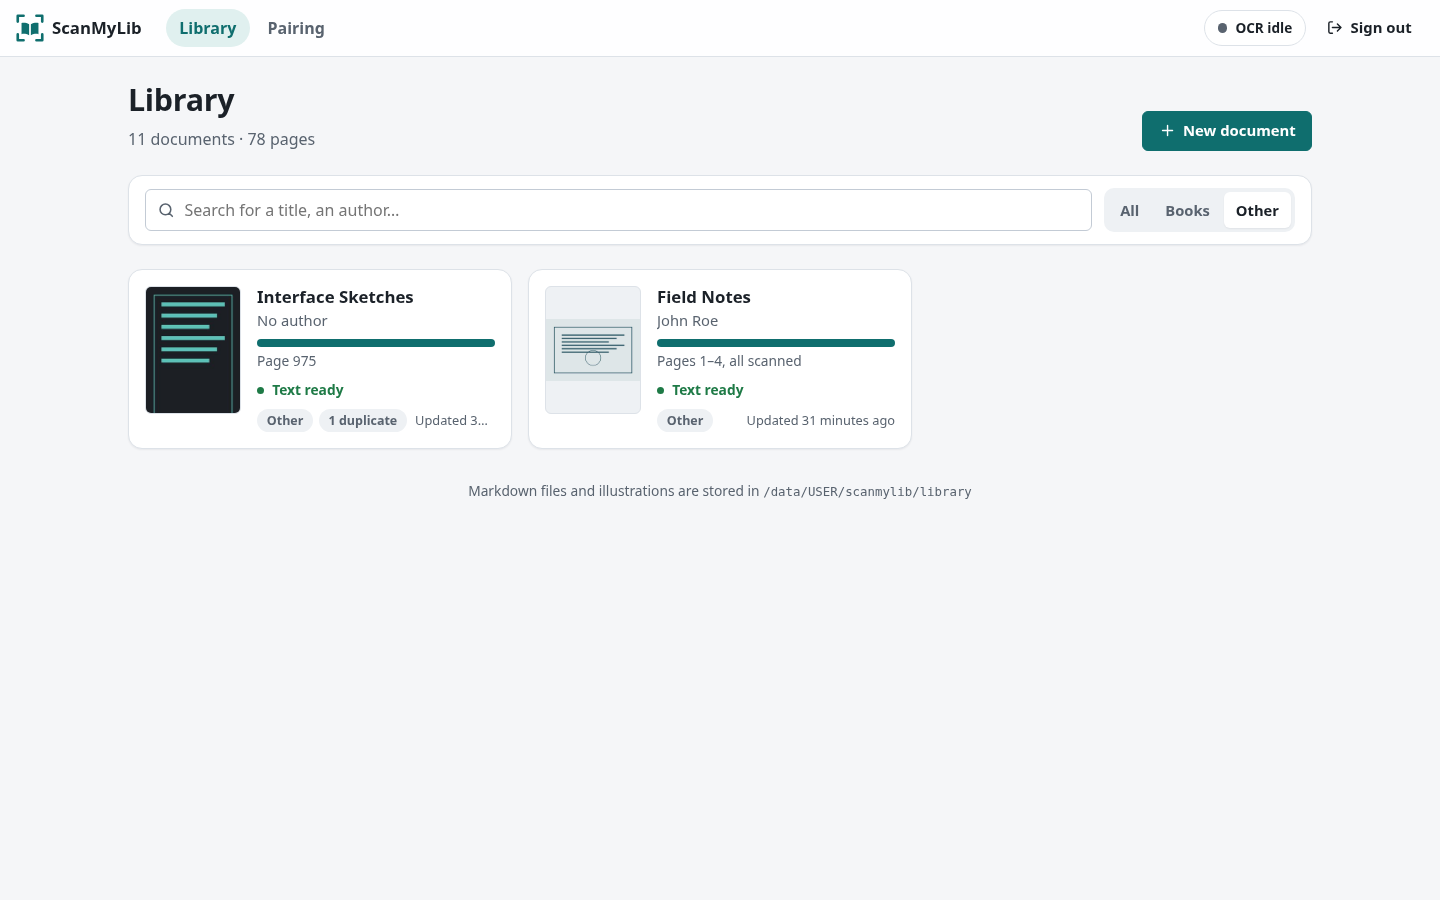 ScanMyLib Library Pairing OCR idle Sign out
Library
11 documents · 78 pages
New document
Search for a title, an author...
All Books Other
Interface Sketches
No author
Page 975
Text ready
Other 1 duplicate Updated 3...
Field Notes
John Roe
Pages 1–4, all scanned
Text ready
Other Updated 31 minutes ago
Markdown files and illustrations are stored in /data/USER/scanmylib/library